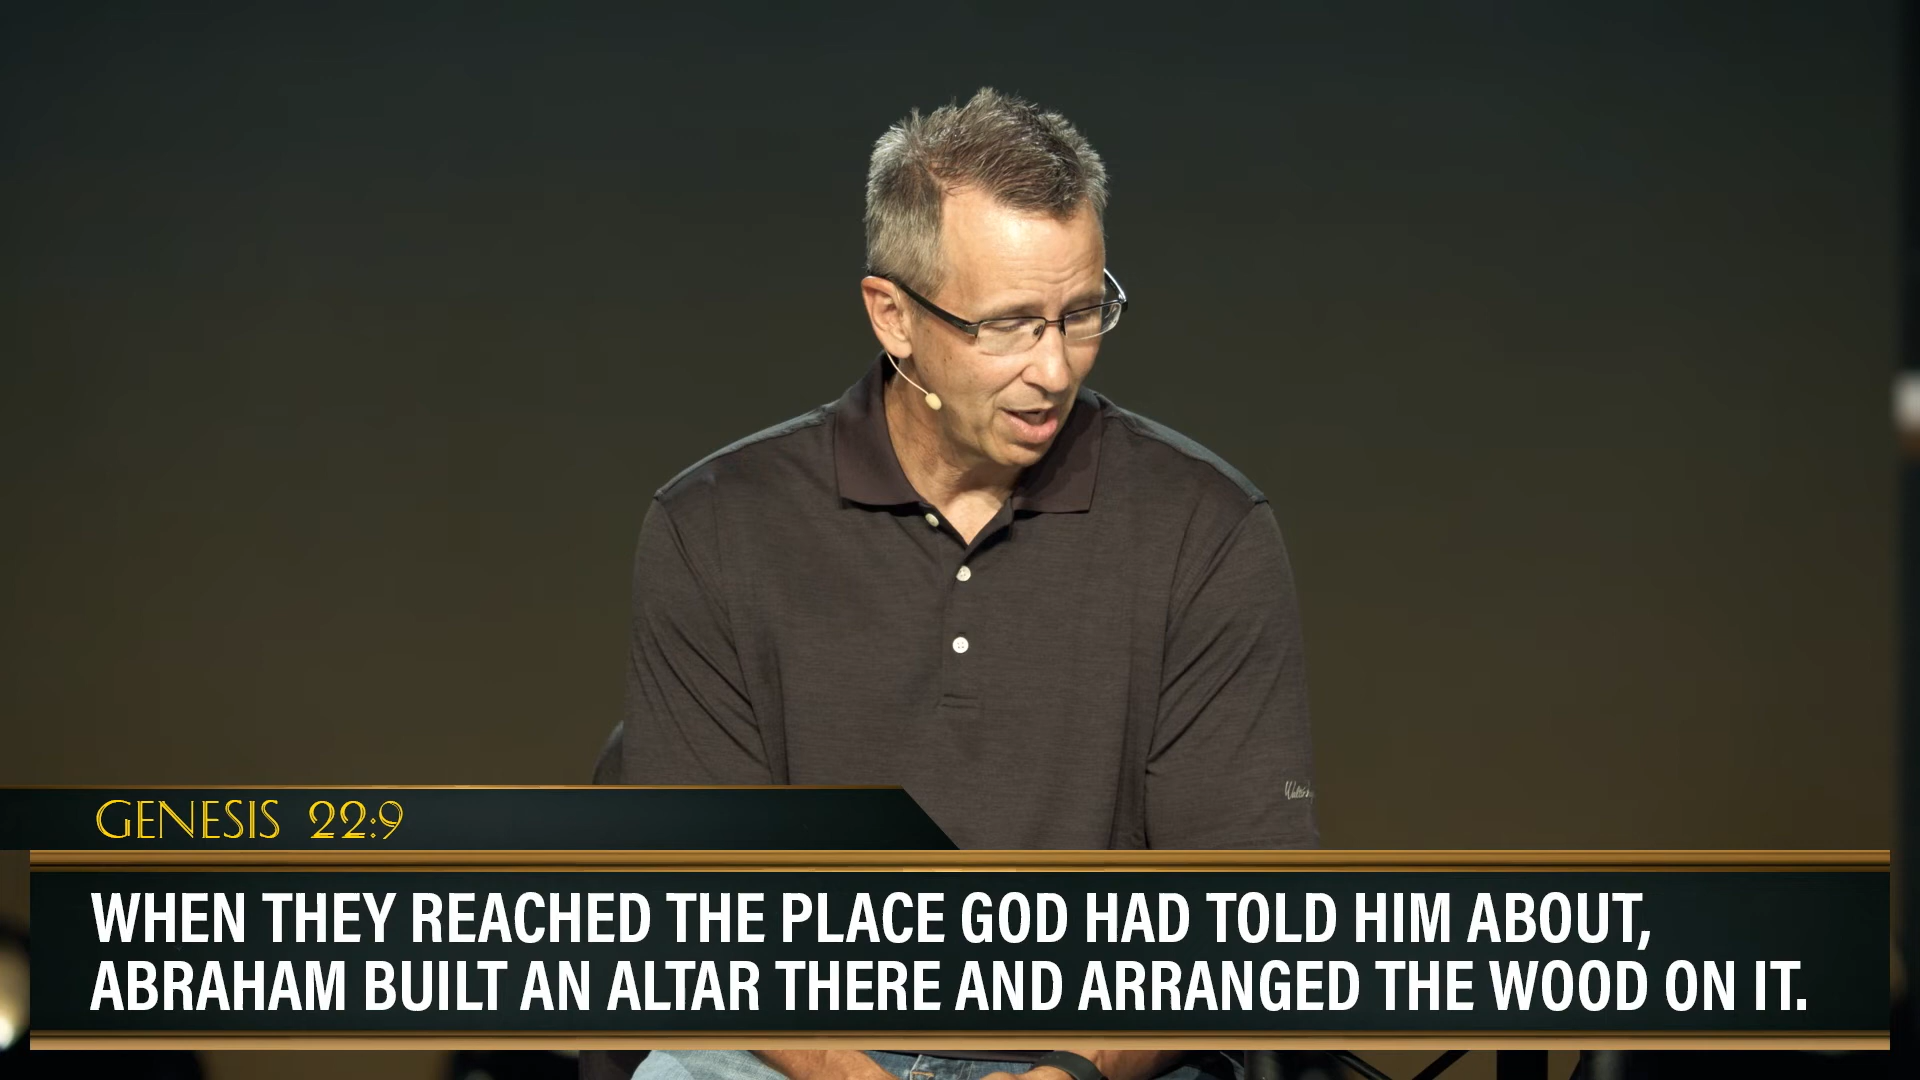 GENESIS 22:9
WHEN THEY REACHED THE PLACE GOD HAD TOLD HIM ABOUT,
ABRAHAM BUILT AN ALTAR THERE AND ARRANGED THE WOOD ON IT.